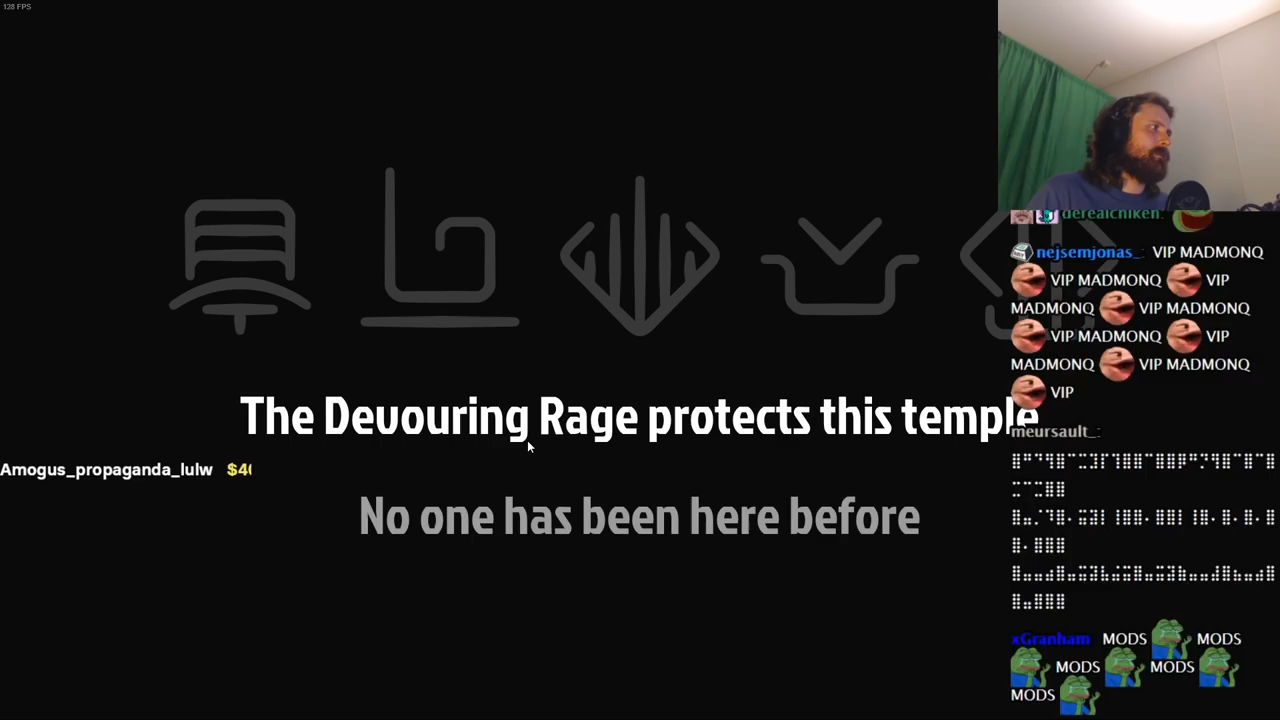 128 FPS
The Devouring Rage protects this temple
No one has been here before
Amogus_propaganda_lulw $4
derealchiken:
nejsemjonas_: VIP MADMONQ
VIP MADMONQ VIP
MADMONQ VIP MADMONQ
VIP MADMONQ VIP
MADMONQ VIP MADMONQ
VIP
meursault_:
xGranham MODS MODS
MODS MODS
MODS